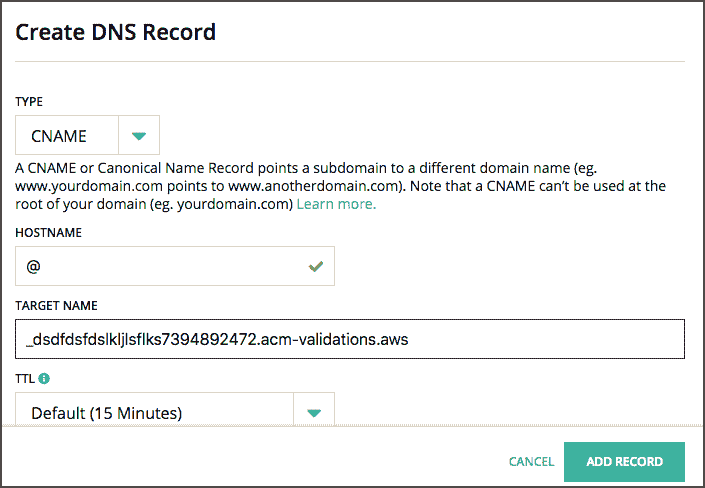 Create DNS Record
TYPE
CNAME
A CNAME or Canonical Name Record points a subdomain to a different domain name (eg.
www.yourdomain.com points to www.anotherdomain.com). Note that a CNAME can't be used at the
root of your domain (eg. yourdomain.com) Learn more.
HOSTNAME
@
TARGET NAME
_dsdfdsfdslkljlsflks7394892472.acm-validations.aws
TTL
Default (15 Minutes)
CANCEL
ADD RECORD